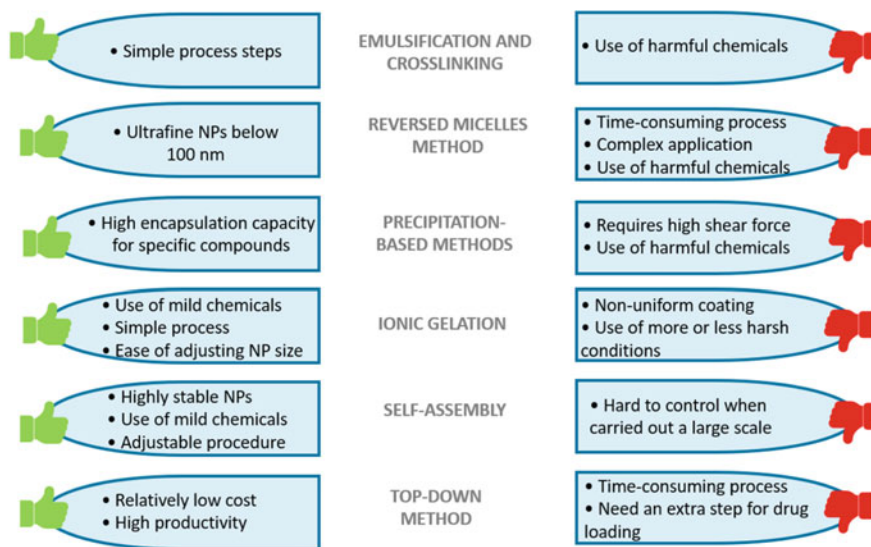 • Simple process steps
EMULSIFICATION AND
CROSSLINKING
• Use of harmful chemicals
• Ultrafine NPs below
100 nm
REVERSED MICELLES
METHOD
• Time-consuming process
• Complex application
• Use of harmful chemicals
• High encapsulation capacity
for specific compounds
PRECIPITATION-
BASED METHODS
• Requires high shear force
• Use of harmful chemicals
• Use of mild chemicals
• Simple process
• Ease of adjusting NP size
IONIC GELATION
• Non-uniform coating
• Use of more or less harsh
conditions
• Highly stable NPs
• Use of mild chemicals
• Adjustable procedure
SELF-ASSEMBLY
• Hard to control when
carried out a large scale
• Relatively low cost
• High productivity
TOP-DOWN
METHOD
• Time-consuming process
• Need an extra step for drug
loading